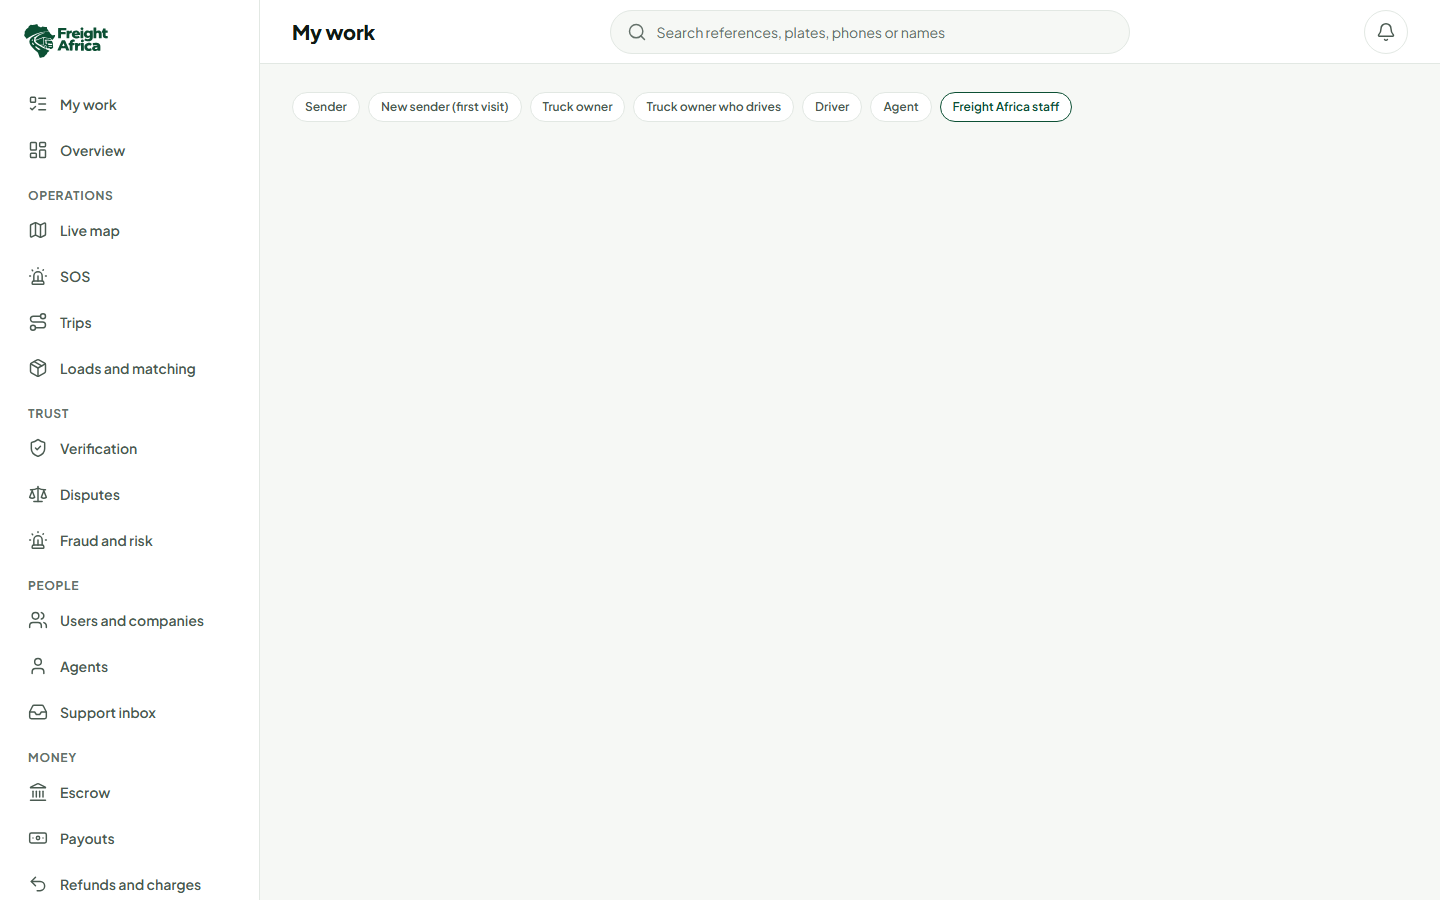 Freight
Africa
My work
Search references, plates, phones or names
My work
Overview
OPERATIONS
Live map
SOS
Trips
Loads and matching
TRUST
Verification
Disputes
Fraud and risk
PEOPLE
Users and companies
Agents
Support inbox
MONEY
Escrow
Payouts
Refunds and charges
Sender
New sender (first visit)
Truck owner
Truck owner who drives
Driver
Agent
Freight Africa staff